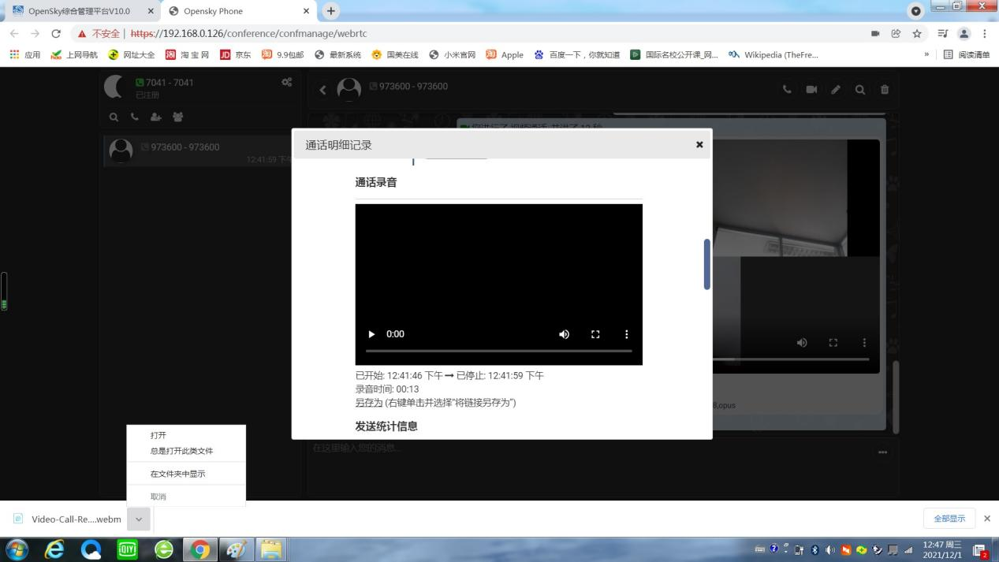 OpenSky综合管理平台V10.0
Opensky Phone
不安全
https://192.168.0.126/conference/confmanage/webrtc
应用
上网导航
网址大全
淘 宝 网
京东
9.9包邮
最新系统
国美在线
小米官网
Apple
百度一下，你就知道
国际名校公开课_网...
Wikipedia (TheFre...
»
阅读清单
7041 - 7041
已注册
973600 - 973600
973600 - 973600
12:41:59 下午
通话明细记录
通话录音
0:00
已开始: 12:41:46 下午 → 已停止: 12:41:59 下午
录音时间: 00:13
另存为 (右键单击并选择"将链接另存为")
发送统计信息
8,opus
在这里输入您的消息...
打开
总是打开此类文件
在文件夹中显示
取消
Video-Call-Re....webm
全部显示
QIY
12:47 周三
2021/12/1
2